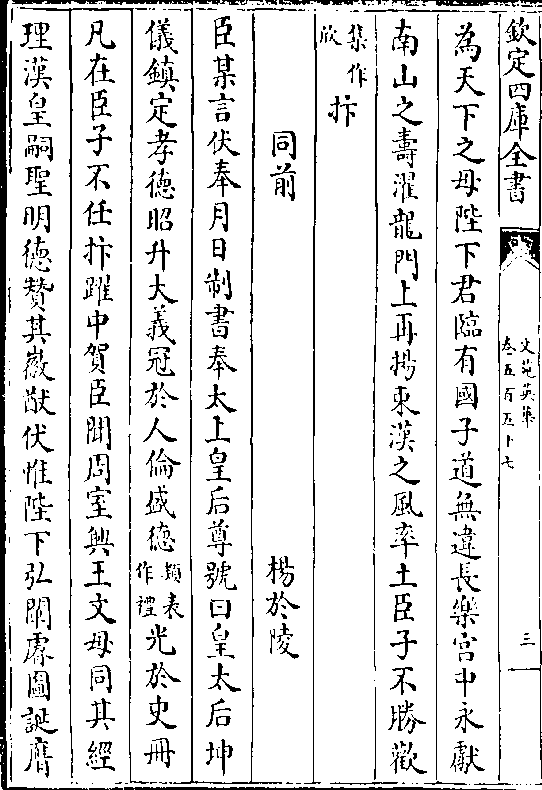 欽定四庫全書
文苑英華
卷五百五十七
三
為天下之母陛下君臨有國子道無違長樂宮中永獻
南山之壽濯龍門上再揚東漢之風率土臣子不勝歡
集作
欣
抃
同前
楊於陵
臣某言伏奉月日制書奉太上皇后尊號曰皇太后坤
儀鎮定孝德昭升大義冠於人倫盛德類表作禮光於史冊
凡在臣子不任抃躍中賀臣聞周室興王文母同其經
理漢皇嗣聖明德贊其徽猷伏惟陛下弘闡睿圖誕膺